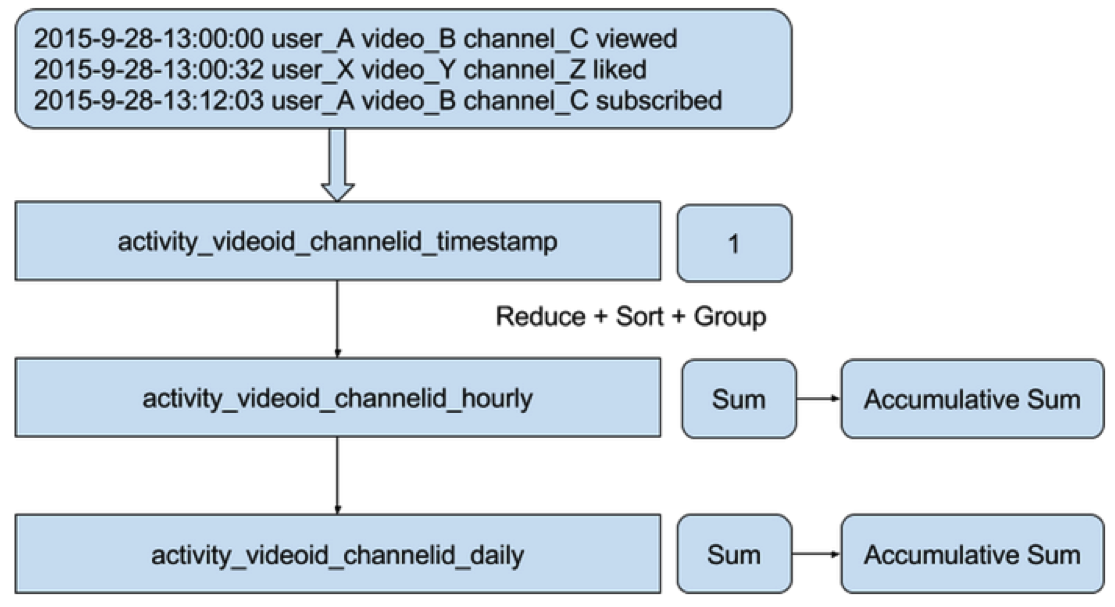 2015-9-28-13:00:00 user_A video_B channel_C viewed
2015-9-28-13:00:32 user_X video_Y channel_Z liked
2015-9-28-13:12:03 user_A video_B channel_C subscribed
activity_videoid_channelid_timestamp
1
Reduce + Sort + Group
activity_videoid_channelid_hourly
Sum
Accumulative Sum
activity_videoid_channelid_daily
Sum
Accumulative Sum